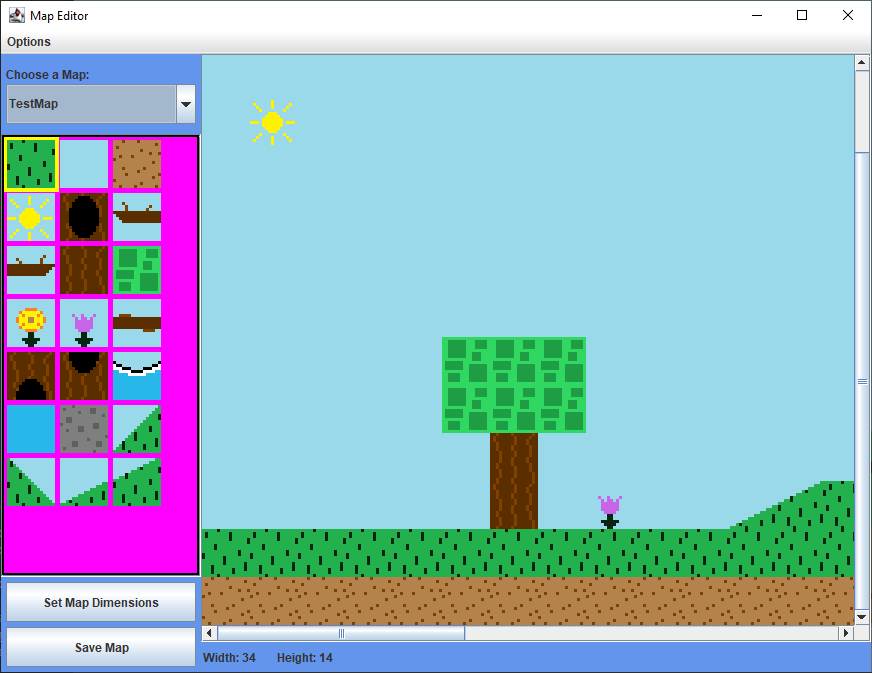 Map Editor
Options
Choose a Map:
TestMap
Set Map Dimensions
Save Map
Width: 34 Height: 14